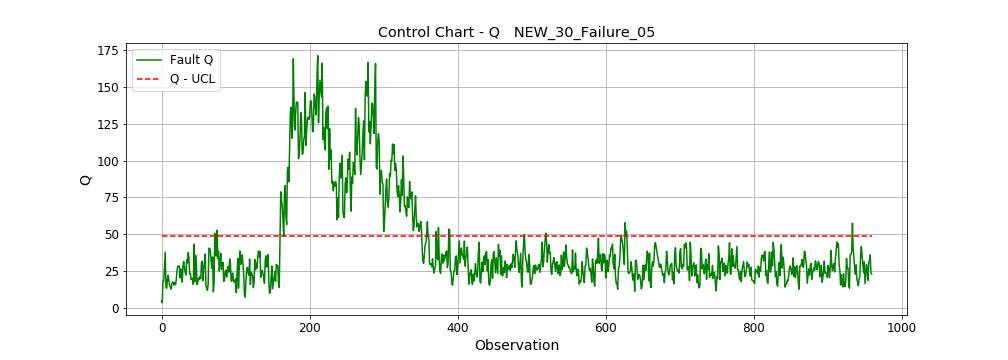 Control Chart - Q   NEW_30_Failure_05
Fault Q
Q - UCL
Q
175
150
125
100
75
50
25
0
0 200 400 600 800 1000
Observation